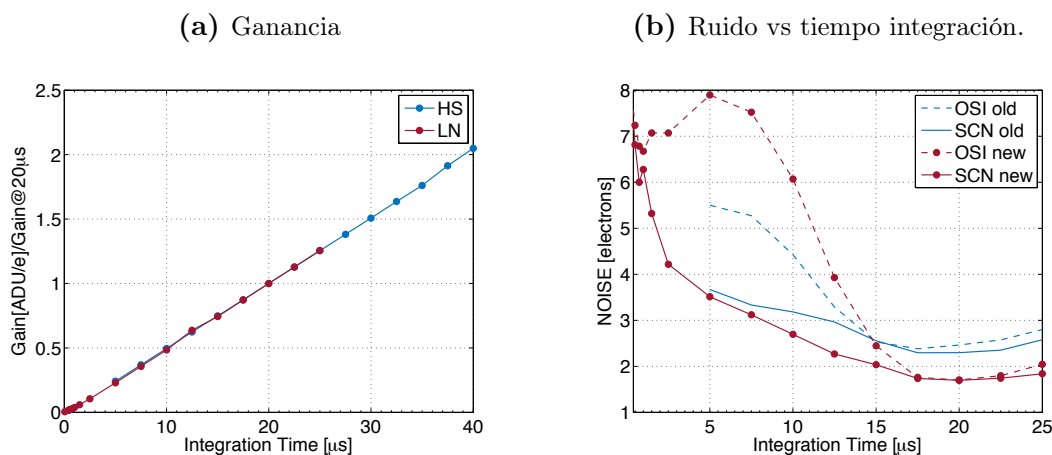 (a) Ganancia
(b) Ruido vs tiempo integración.
Gain[ADU/e]/Gain@20μs
2.5
2
1.5
1
0.5
0
0
10
20
30
40
Integration Time [μs]
HS
LN
NOISE [electrons]
8
7
6
5
4
3
2
1
5
10
15
20
25
Integration Time [μs]
OSI old
SCN old
OSI new
SCN new